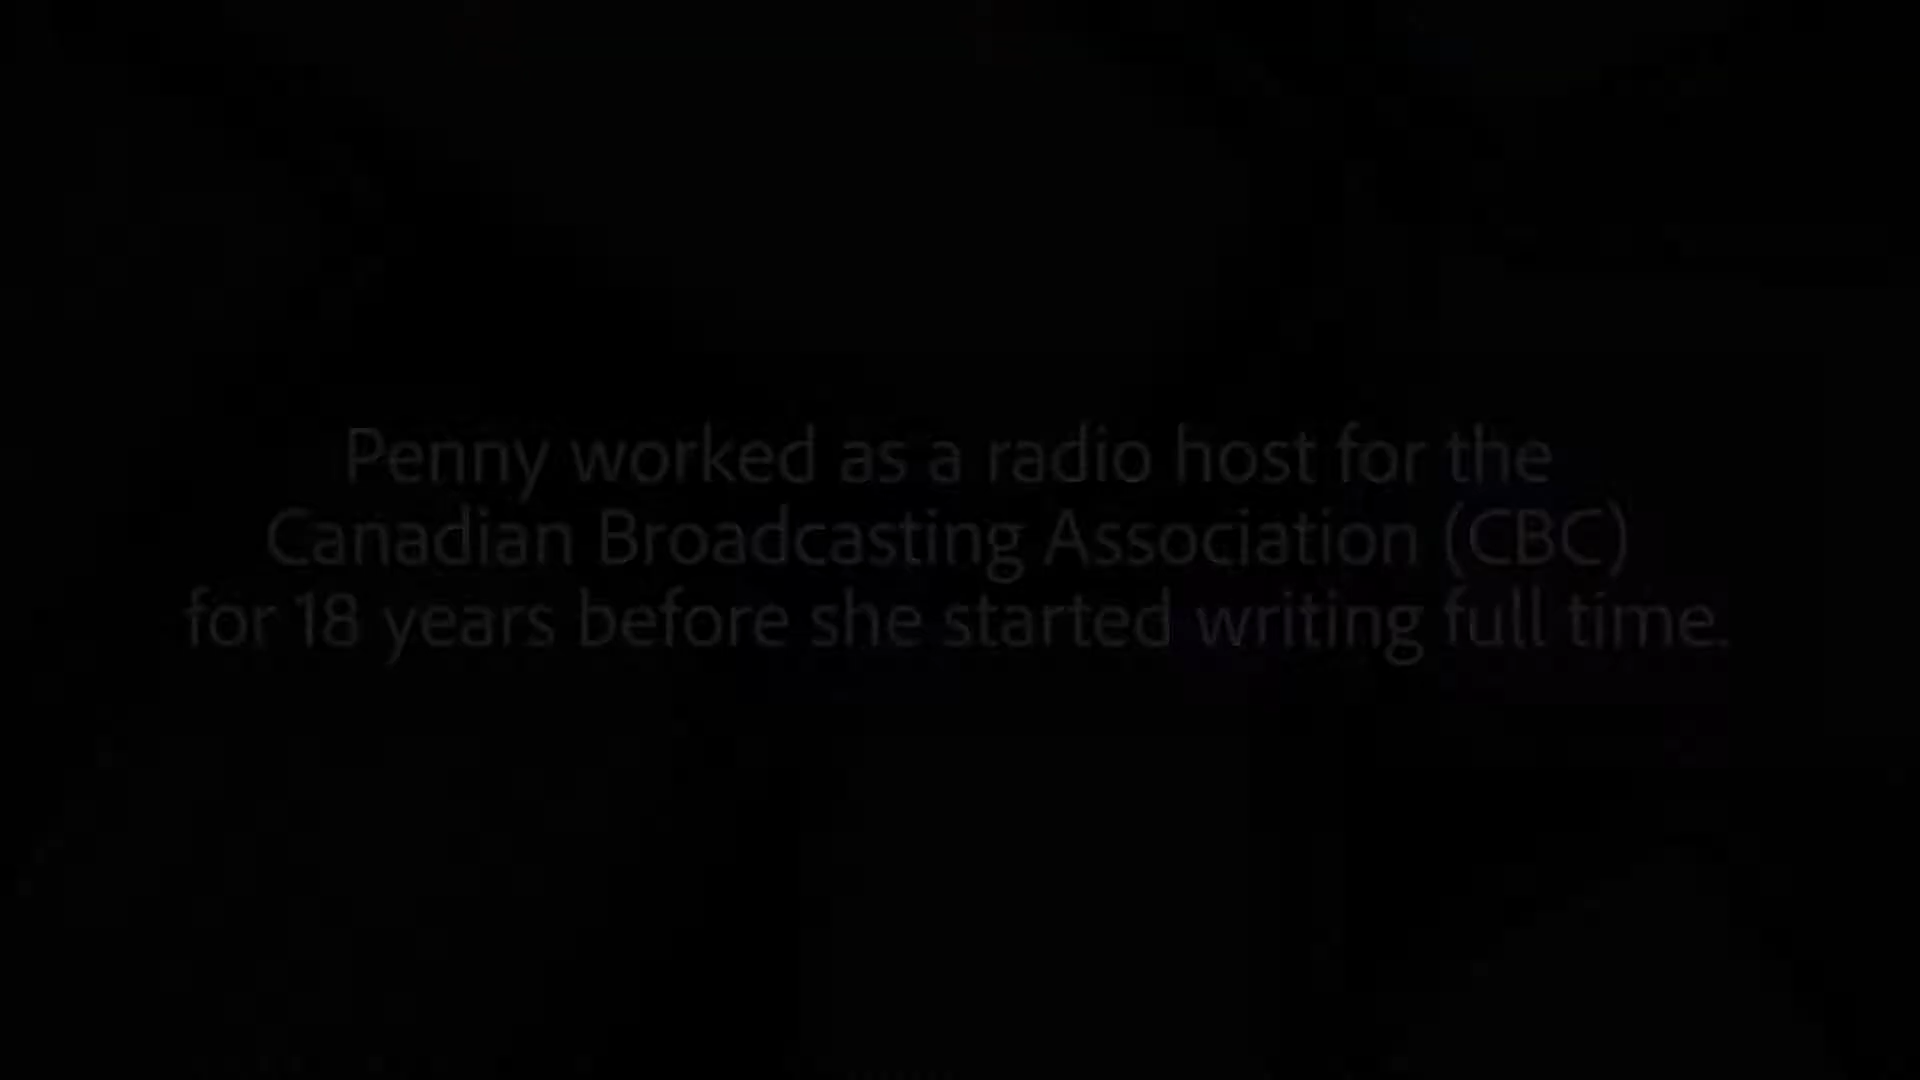 Penny worked as a radio host for the
Canadian Broadcasting Association (CBC)
for 18 years before she started writing full time.